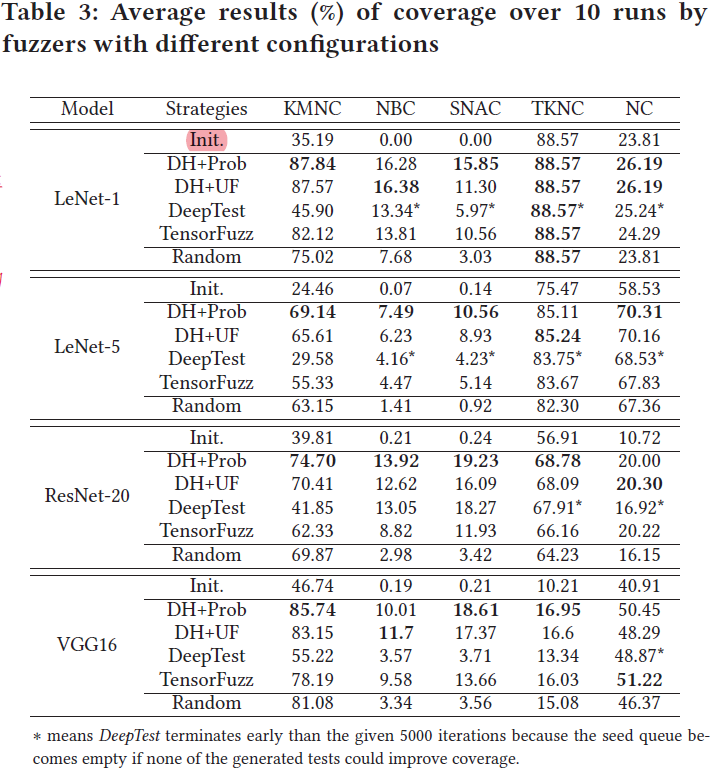 Table 3: Average results (%) of coverage over 10 runs by
fuzzers with different configurations
Model Strategies KMNC NBC SNAC TKNC NC
Init. 35.19 0.00 0.00 88.57 23.81
DH+Prob 87.84 16.28 15.85 88.57 26.19
DH+UF 87.57 16.38 11.30 88.57 26.19
LeNet-1
DeepTest 45.90 13.34* 5.97* 88.57* 25.24*
TensorFuzz 82.12 13.81 10.56 88.57 24.29
Random 75.02 7.68 3.03 88.57 23.81
Init. 24.46 0.07 0.14 75.47 58.53
DH+Prob 69.14 7.49 10.56 85.11 70.31
DH+UF 65.61 6.23 8.93 85.24 70.16
LeNet-5
DeepTest 29.58 4.16* 4.23* 83.75* 68.53*
TensorFuzz 55.33 4.47 5.14 83.67 67.83
Random 63.15 1.41 0.92 82.30 67.36
Init. 39.81 0.21 0.24 56.91 10.72
DH+Prob 74.70 13.92 19.23 68.78 20.00
DH+UF 70.41 12.62 16.09 68.09 20.30
ResNet-20
DeepTest 41.85 13.05 18.27 67.91* 16.92*
TensorFuzz 62.33 8.82 11.93 66.16 20.22
Random 69.87 2.98 3.42 64.23 16.15
Init. 46.74 0.19 0.21 10.21 40.91
DH+Prob 85.74 10.01 18.61 16.95 50.45
DH+UF 83.15 11.7 17.37 16.6 48.29
VGG16
DeepTest 55.22 3.57 3.71 13.34 48.87*
TensorFuzz 78.19 9.58 13.66 16.03 51.22
Random 81.08 3.34 3.56 15.08 46.37
* means DeepTest terminates early than the given 5000 iterations because the seed queue be-
comes empty if none of the generated tests could improve coverage.